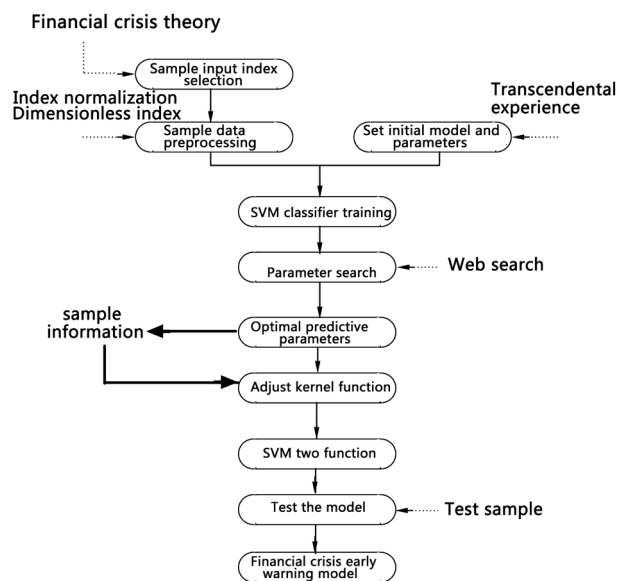 Financial crisis theory
Sample input index
selection
Index normalization
Dimensionless index
Transcendental
experience
Sample data
preprocessing
Set initial model and
parameters
SVM classifier training
Parameter search
Web search
sample
information
Optimal predictive
parameters
Adjust kernel function
SVM two function
Test the model
Test sample
Financial crisis early
warning model